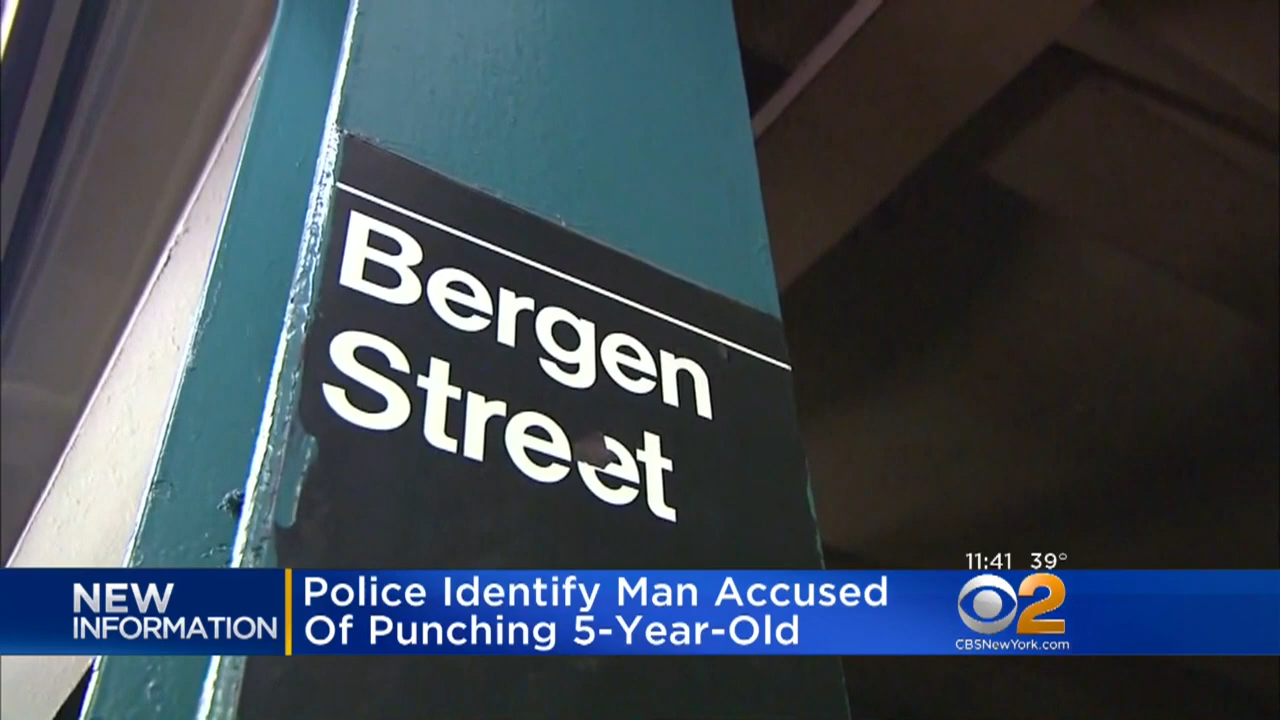 Bergen
Street
11:41 39°
NEW
INFORMATION
Police Identify Man Accused
Of Punching 5-Year-Old
2
CBSNewYork.com